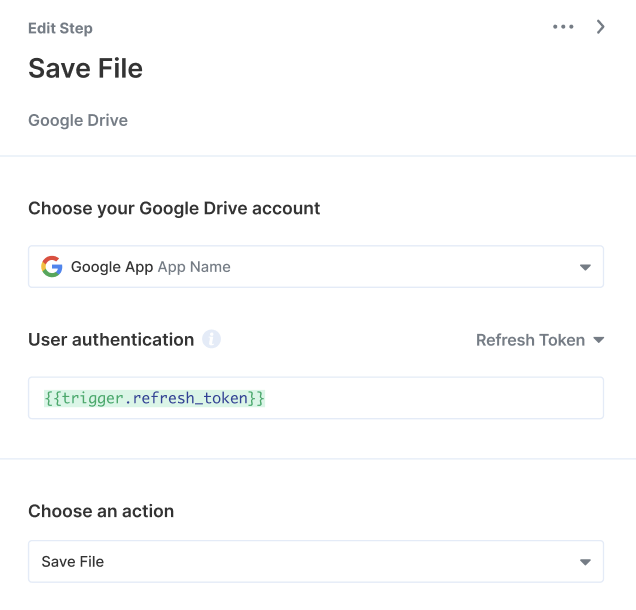 Edit Step
Save File
Google Drive
Choose your Google Drive account
Google App App Name
User authentication
Refresh Token
{{trigger.refresh_token}}
Choose an action
Save File